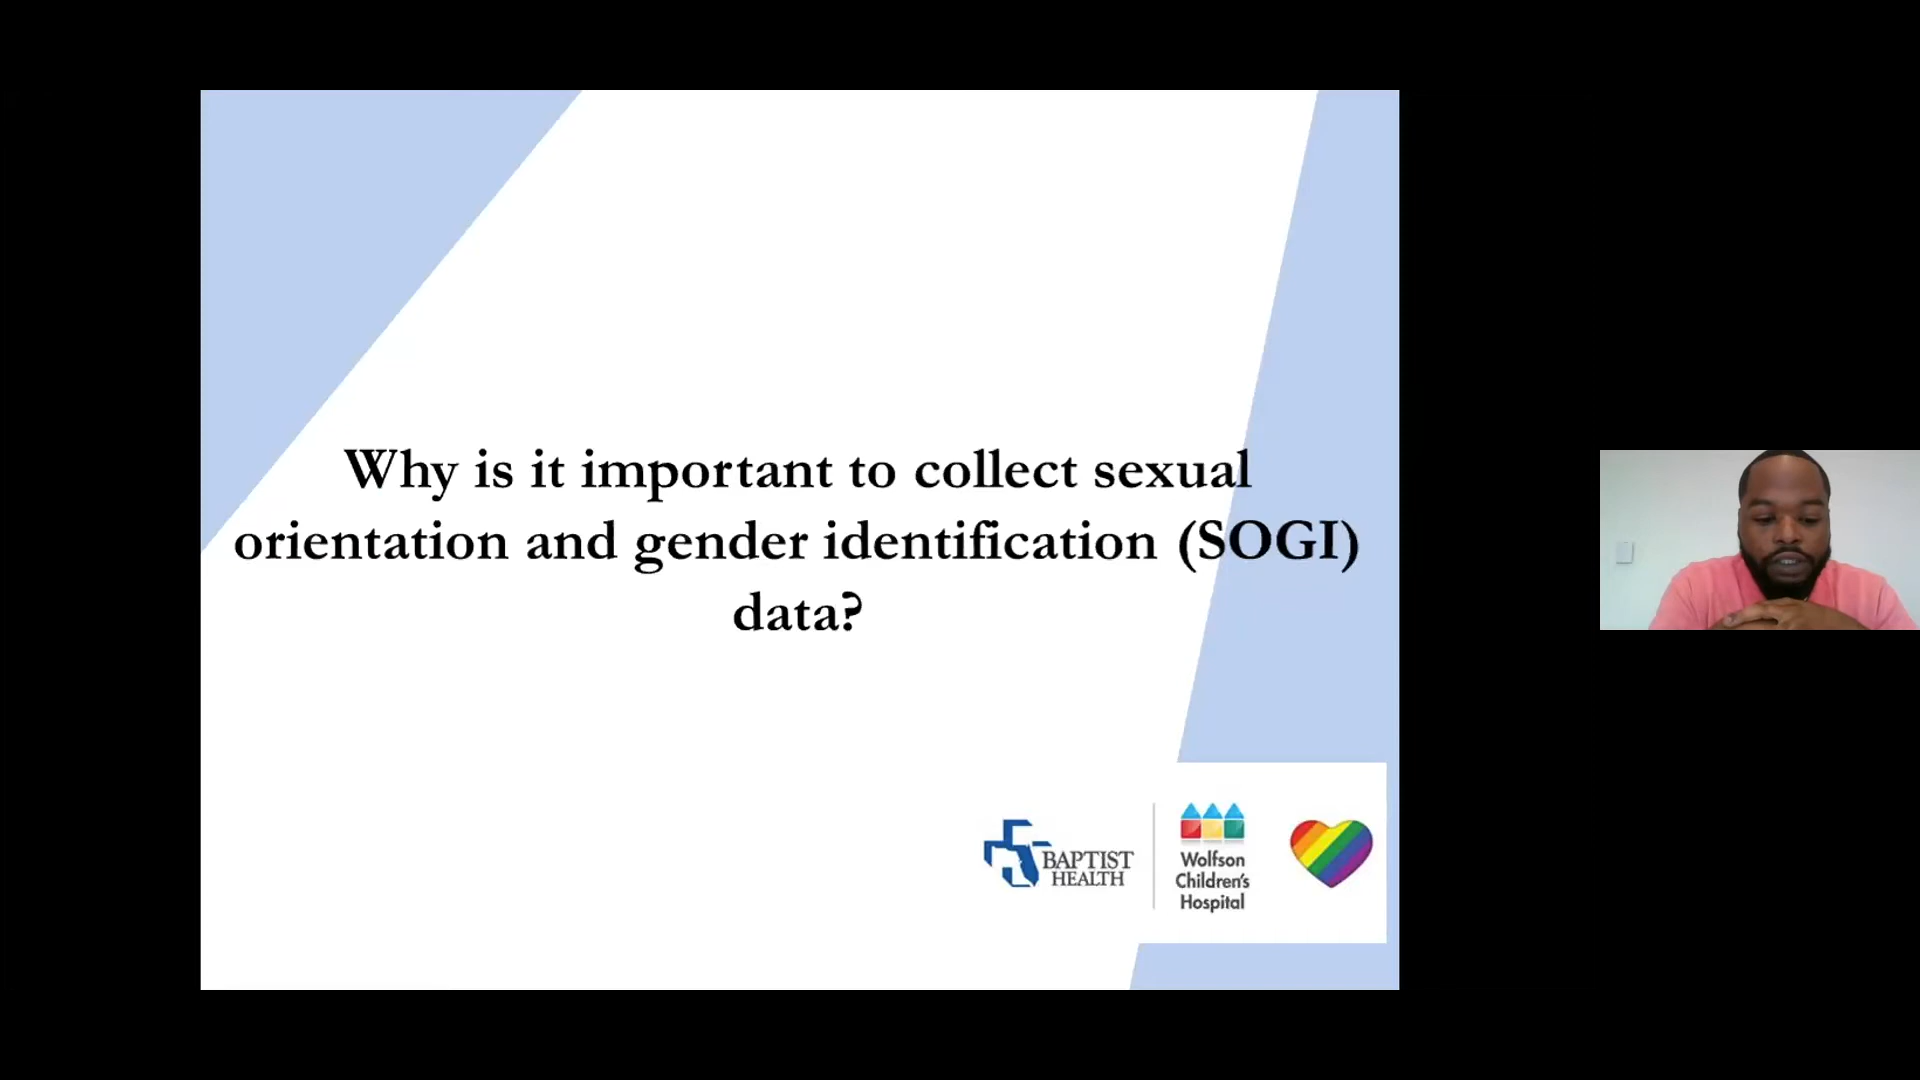 Why is it important to collect sexual
orientation and gender identification (SOGI)
data?
BAPTIST
HEALTH
Wolfson
Children's
Hospital